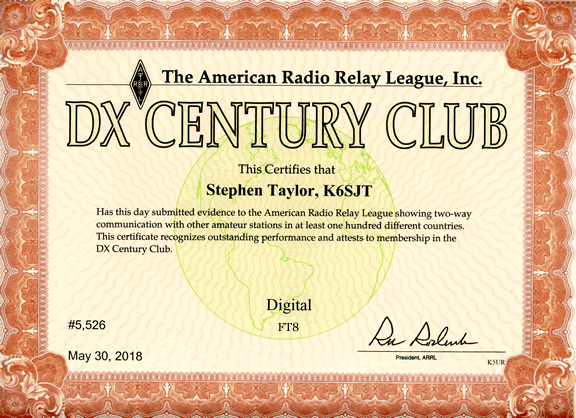 The American Radio Relay League, Inc.
DX CENTURY CLUB
This Certifies that
Stephen Taylor, K6SJT
Has this day submitted evidence to the American Radio Relay League showing two-way
communication with other amateur stations in at least one hundred different countries.
This certificate recognizes outstanding performance and attests to membership in the
DX Century Club.
Digital
FT8
#5,526
May 30, 2018
President, ARRL
K5UR